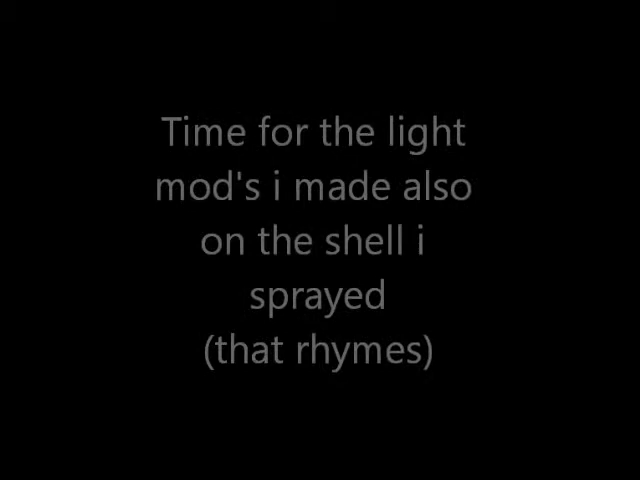 Time for the light
mod's i made also
on the shell i
sprayed
(that rhymes)